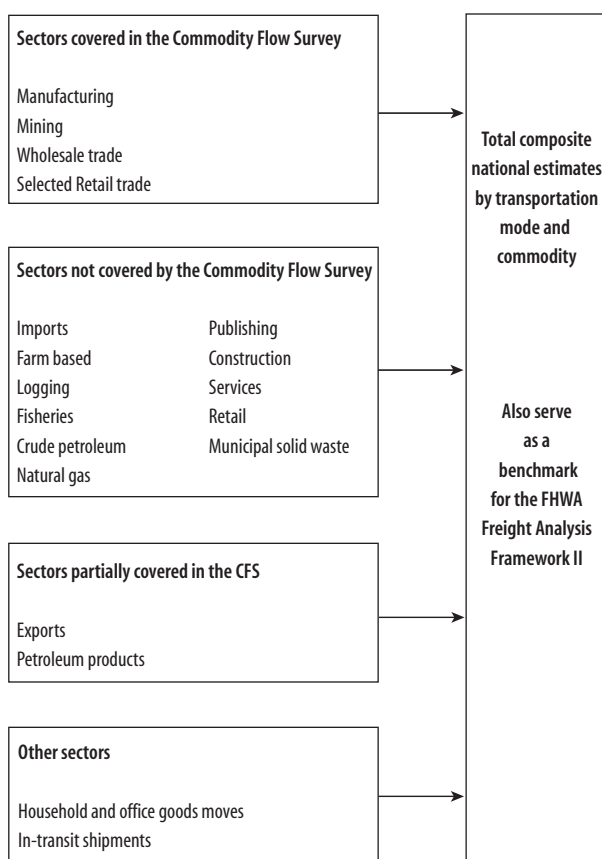 Sectors covered in the Commodity Flow Survey
Manufacturing
Mining
Wholesale trade
Selected Retail trade
Sectors not covered by the Commodity Flow Survey
Imports
Farm based
Logging
Fisheries
Crude petroleum
Natural gas
Publishing
Construction
Services
Retail
Municipal solid waste
Sectors partially covered in the CFS
Exports
Petroleum products
Other sectors
Household and office goods moves
In-transit shipments
Total composite
national estimates
by transportation
mode and
commodity
Also serve
as a
benchmark
for the FHWA
Freight Analysis
Framework II